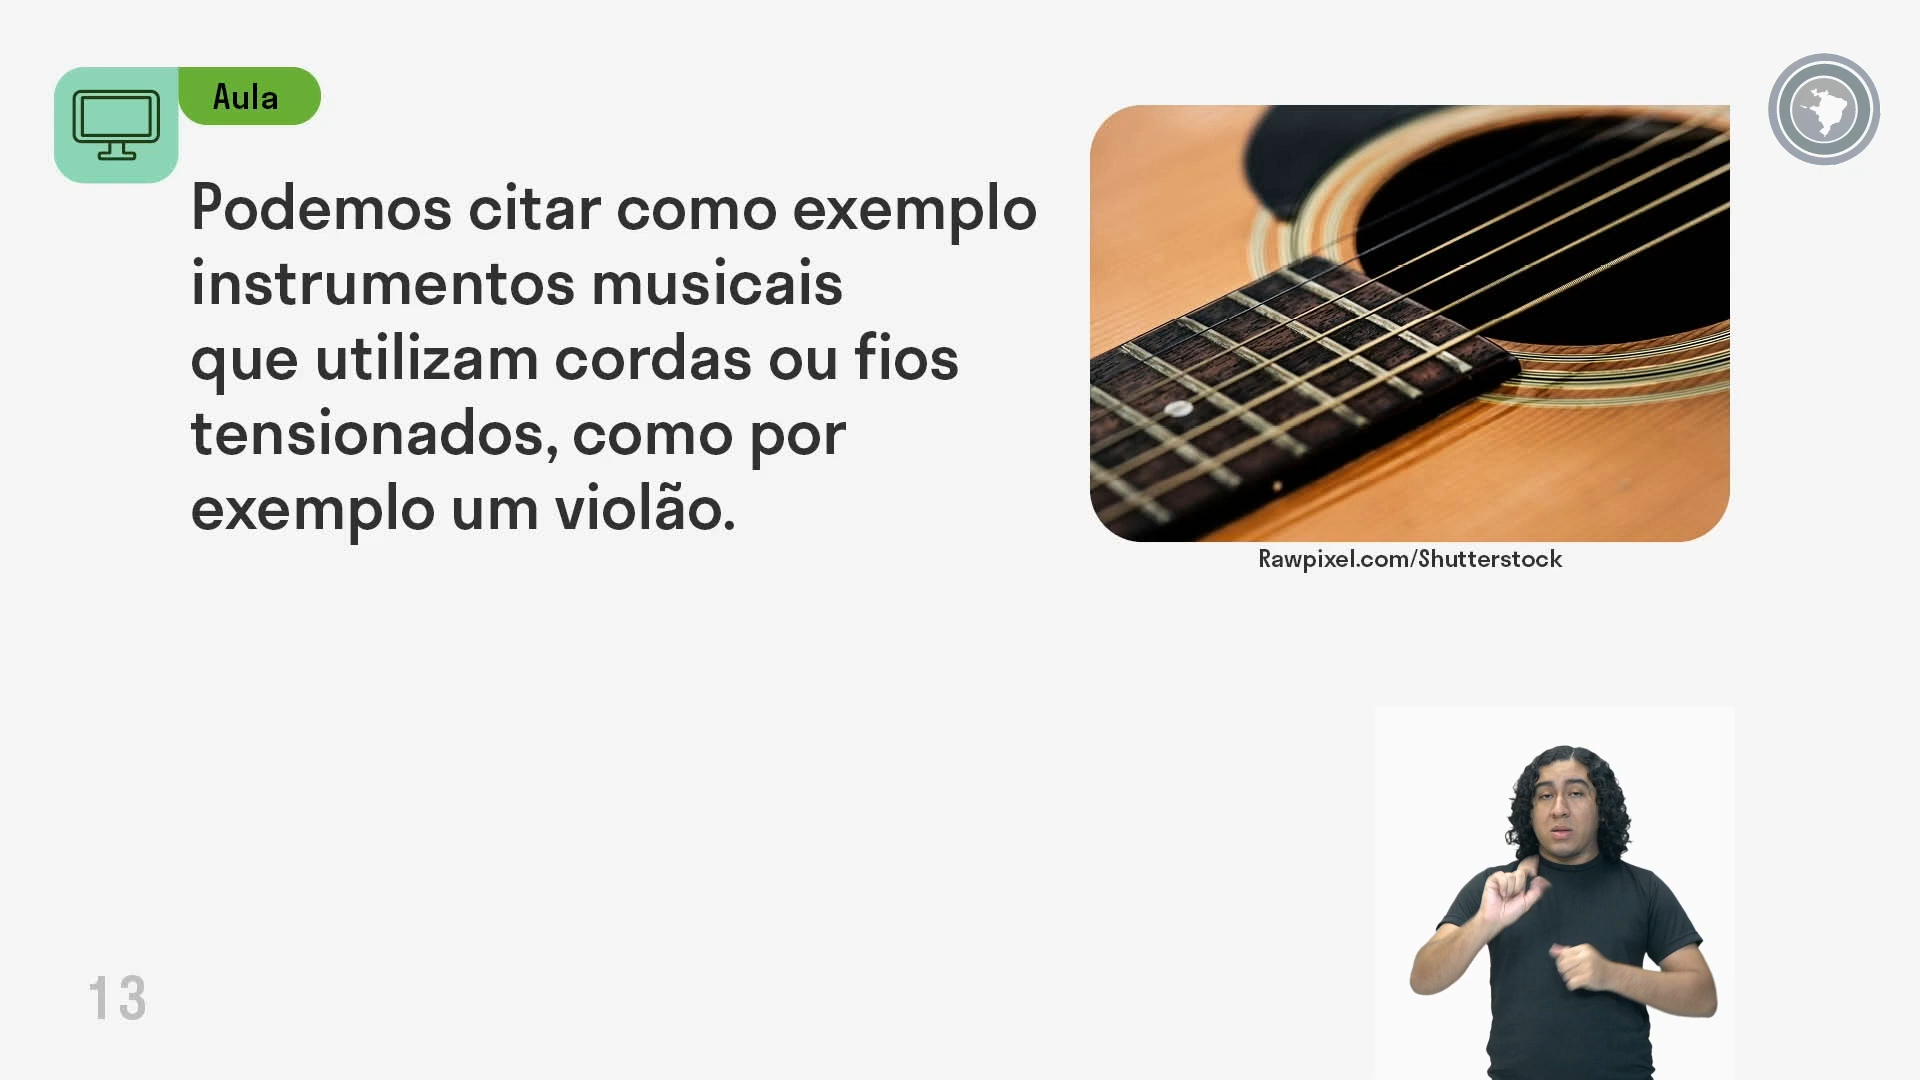 Aula
Podemos citar como exemplo
instrumentos musicais
que utilizam cordas ou fios
tensionados, como por
exemplo um violão.
Rawpixel.com/Shutterstock
13